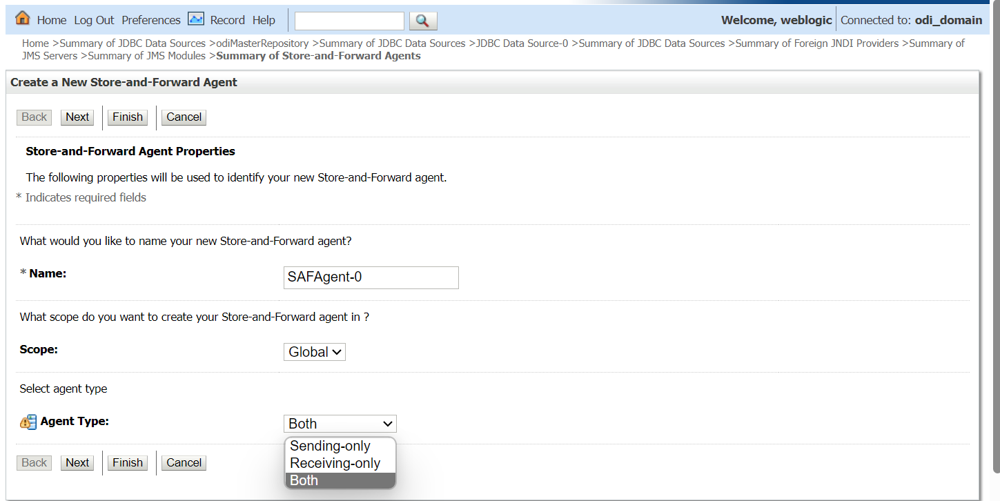 Home Log Out Preferences Record Help
Welcome, weblogic Connected to: odi_domain
Home >Summary of JDBC Data Sources >odiMasterRepository >Summary of JDBC Data Sources >JDBC Data Source-0 >Summary of JDBC Data Sources >Summary of Foreign JNDI Providers >Summary of
JMS Servers >Summary of JMS Modules >Summary of Store-and-Forward Agents
Create a New Store-and-Forward Agent
Back Next Finish Cancel
Store-and-Forward Agent Properties
The following properties will be used to identify your new Store-and-Forward agent.
* Indicates required fields
What would you like to name your new Store-and-Forward agent?
* Name: SAFAgent-0
What scope do you want to create your Store-and-Forward agent in ?
Scope: Global
Select agent type
Agent Type: Both
Sending-only
Receiving-only
Both
Back Next Finish Cancel